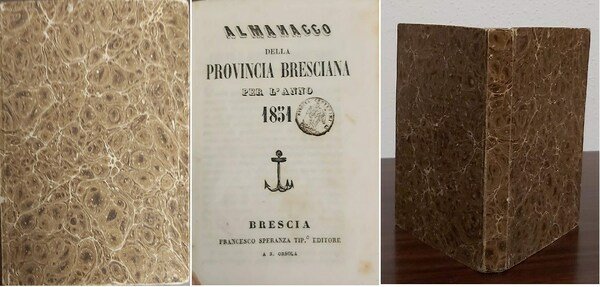 ALMANACCO
DELLA
PROVINCIA BRESCIANA
PER L'ANNO
1851
BRESCIA
FRANCESCO SPERANZA TIP.° EDITORE
A S. ORSOLA